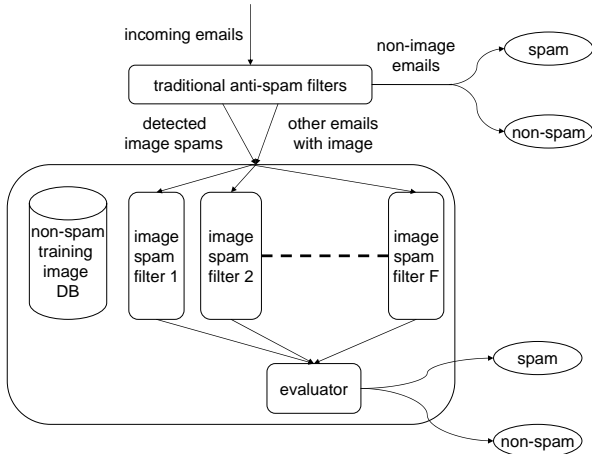 incoming emails
non-image
emails
spam
traditional anti-spam filters
non-spam
detected
image spams
other emails
with image
non-spam
training
image
DB
image
spam
filter 1
image
spam
filter 2
image
spam
filter F
evaluator
spam
non-spam